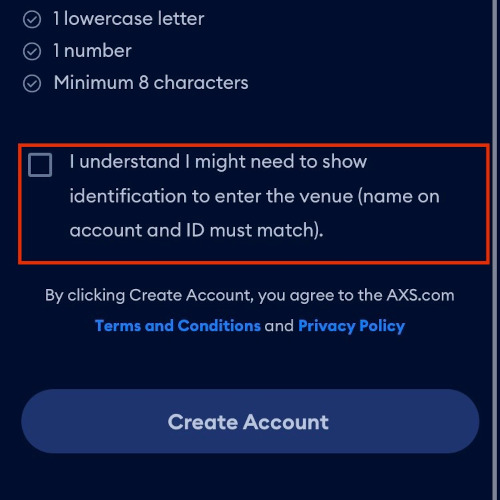 1 lowercase letter
1 number
Minimum 8 characters
I understand I might need to show
identification to enter the venue (name on
account and ID must match).
By clicking Create Account, you agree to the AXS.com
Terms and Conditions and Privacy Policy
Create Account